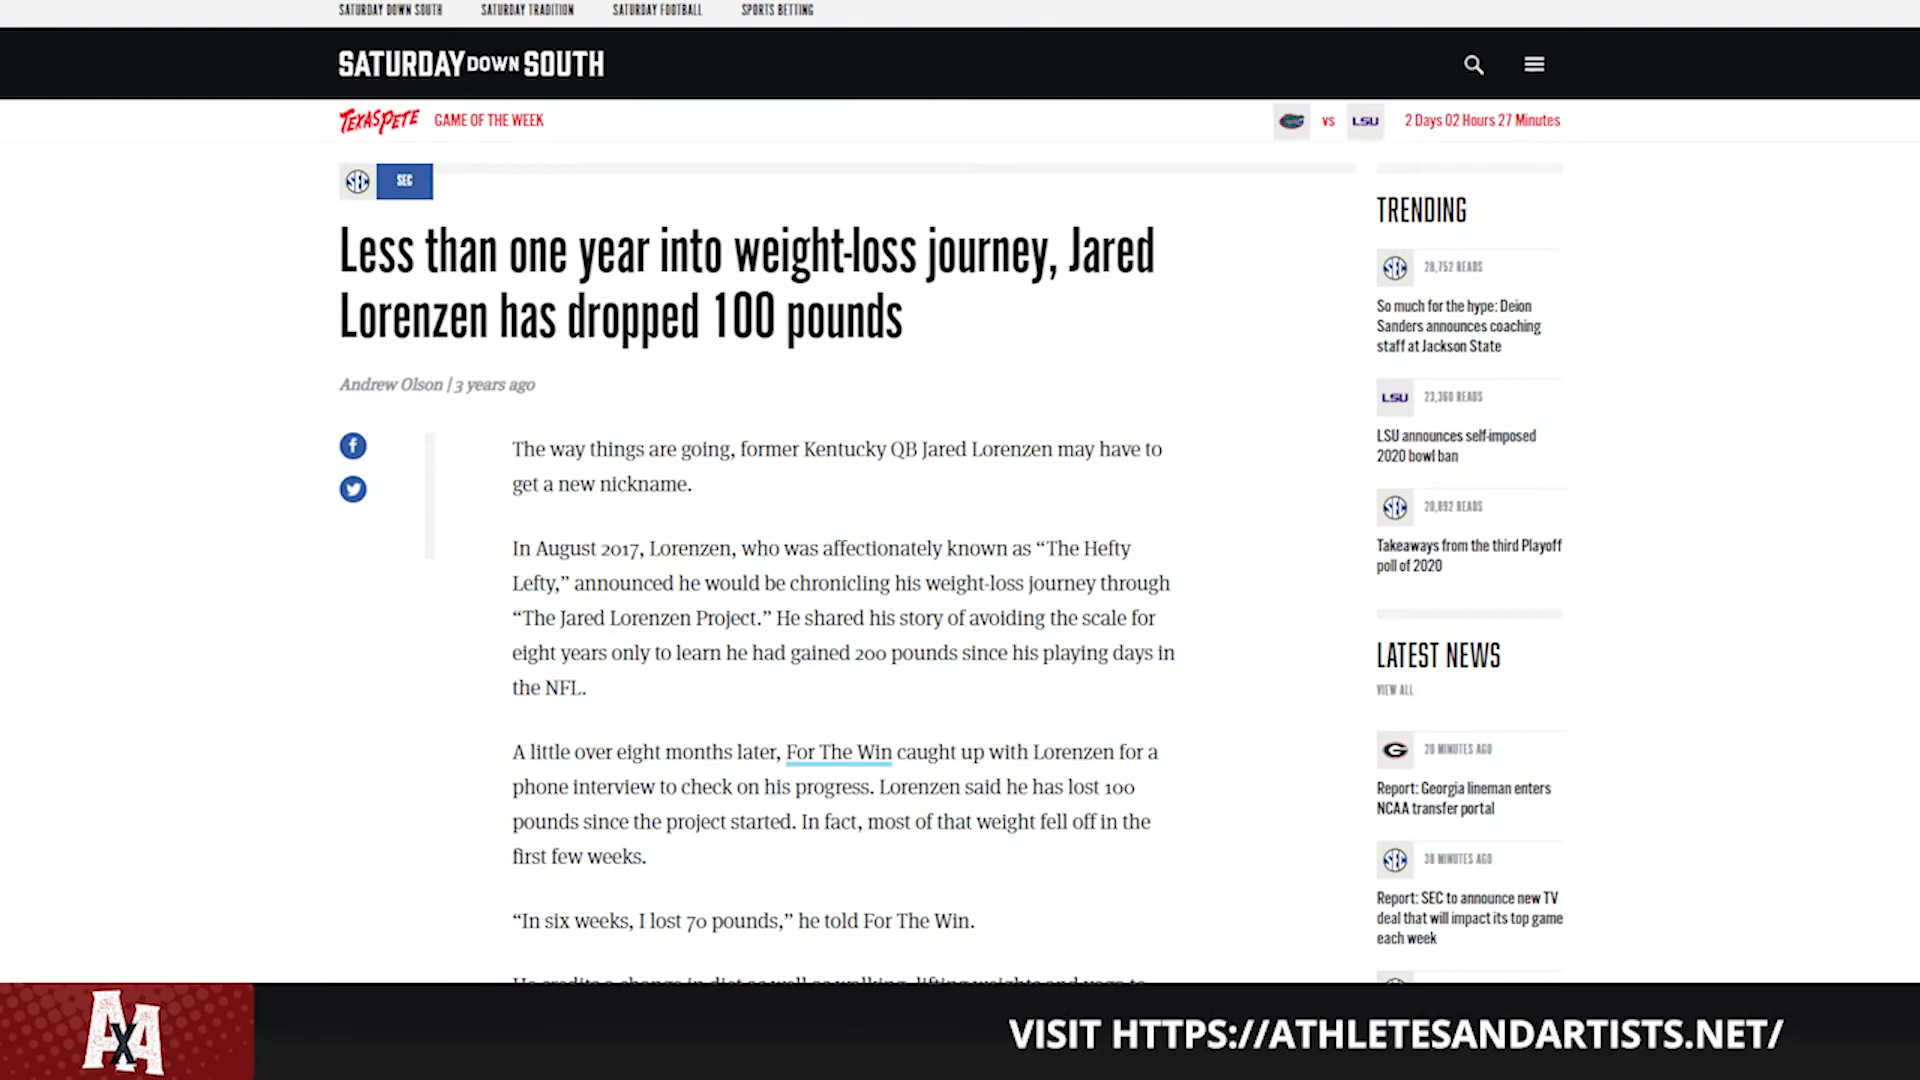 SATURDAY DOWN SOUTH SATURDAY TRADITION SATURDAY FOOTBALL SPORTS BETTING
SATURDAY DOWN SOUTH
TEXAS PETE GAME OF THE WEEK
VS LSU 2 Days 02 Hours 27 Minutes
SEC SEC
Less than one year into weight-loss journey, Jared
Lorenzen has dropped 100 pounds
Andrew Olson | 3 years ago
The way things are going, former Kentucky QB Jared Lorenzen may have to
get a new nickname.
In August 2017, Lorenzen, who was affectionately known as “The Hefty
Lefty,” announced he would be chronicling his weight-loss journey through
“The Jared Lorenzen Project.” He shared his story of avoiding the scale for
eight years only to learn he had gained 200 pounds since his playing days in
the NFL.
A little over eight months later, For The Win caught up with Lorenzen for a
phone interview to check on his progress. Lorenzen said he has lost 100
pounds since the project started. In fact, most of that weight fell off in the
first few weeks.
“In six weeks, I lost 70 pounds,” he told For The Win.
TRENDING
SEC 28,752 READS
So much for the hype: Deion
Sanders announces coaching
staff at Jackson State
LSU 23,360 READS
LSU announces self-imposed
2020 bowl ban
SEC 20,892 READS
Takeaways from the third Playoff
poll of 2020
LATEST NEWS
VIEW ALL
G 20 MINUTES AGO
Report: Georgia lineman enters
NCAA transfer portal
SEC 38 MINUTES AGO
Report: SEC to announce new TV
deal that will impact its top game
each week
AXA
VISIT HTTPS://ATHLETESANDARTISTS.NET/